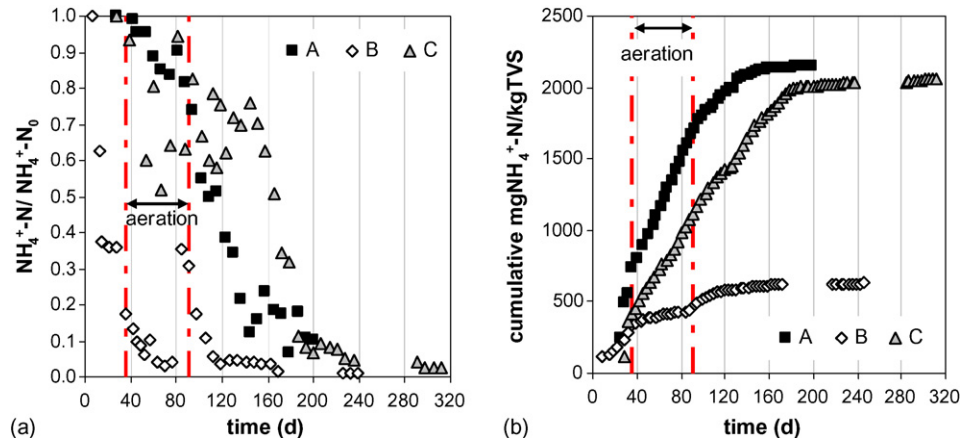 NH₄⁺-N/ NH₄⁺-N₀
1.0
0.9
0.8
0.7
0.6
0.5
0.4
0.3
0.2
0.1
0.0
A B C
aeration
0 40 80 120 160 200 240 280 320
time (d)
(a)
cumulative mgNH₄⁺-N/kgTVS
2500
2000
1500
1000
500
0
aeration
A B C
0 40 80 120 160 200 240 280 320
time (d)
(b)